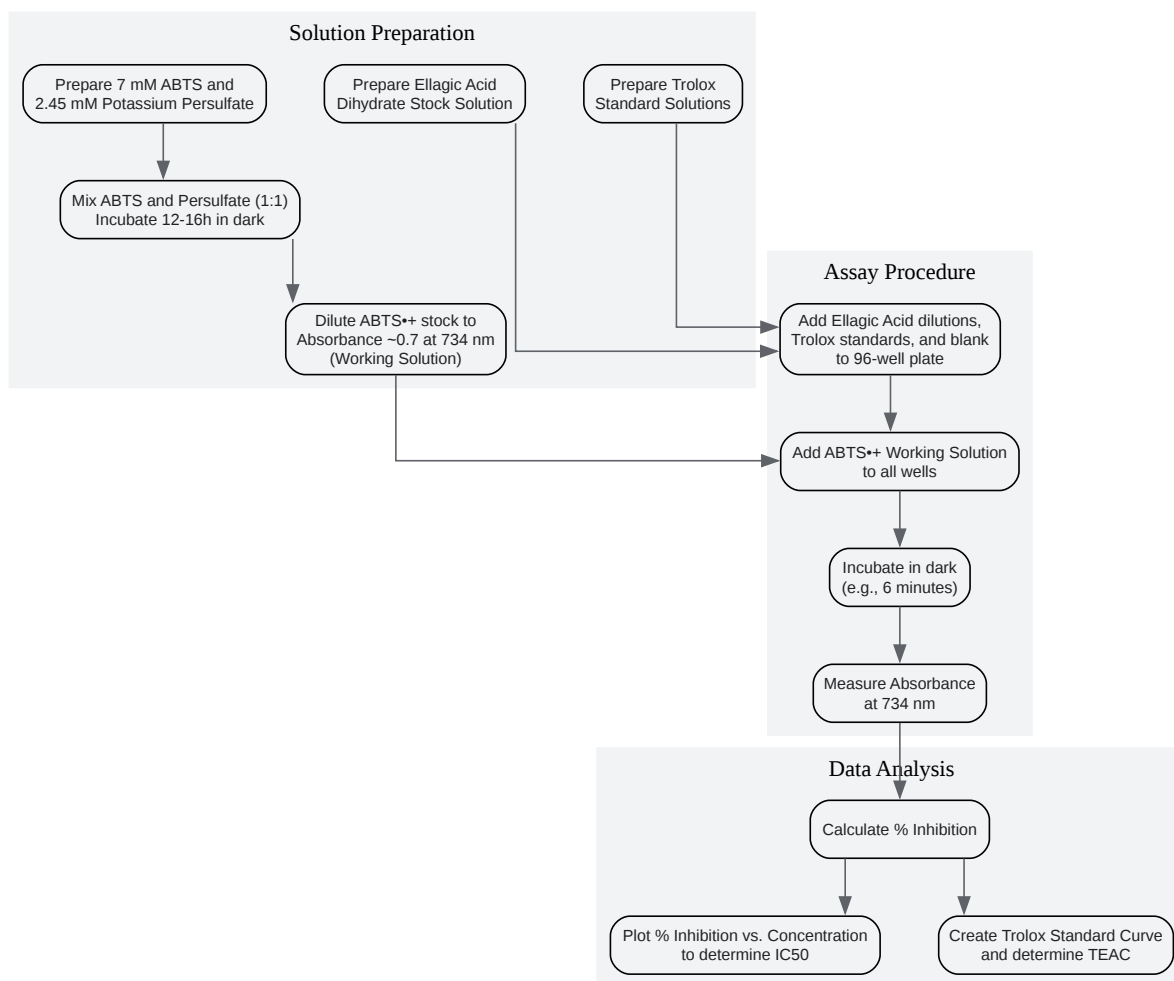 Solution Preparation
Prepare 7 mM ABTS and
2.45 mM Potassium Persulfate
Prepare Ellagic Acid
Dihydrate Stock Solution
Prepare Trolox
Standard Solutions
Mix ABTS and Persulfate (1:1)
Incubate 12-16h in dark
Dilute ABTS•+ stock to
Absorbance ~0.7 at 734 nm
(Working Solution)
Assay Procedure
Add Ellagic Acid dilutions,
Trolox standards, and blank
to 96-well plate
Add ABTS•+ Working Solution
to all wells
Incubate in dark
(e.g., 6 minutes)
Measure Absorbance
at 734 nm
Data Analysis
Calculate % Inhibition
Plot % Inhibition vs. Concentration
to determine IC50
Create Trolox Standard Curve
and determine TEAC